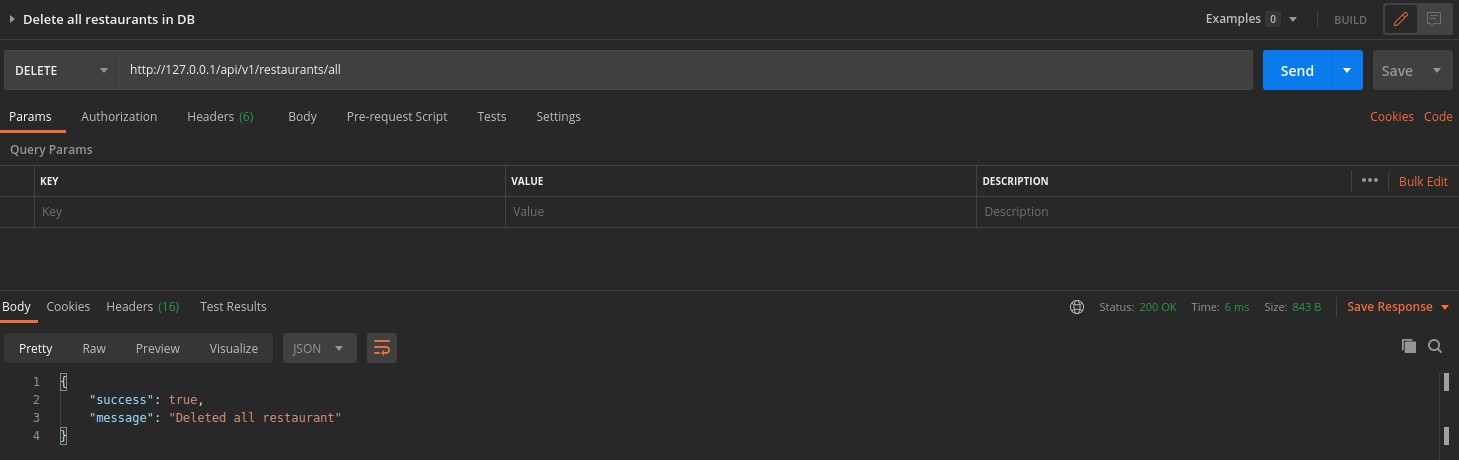 Delete all restaurants in DB Examples 0 BUILD
DELETE http://127.0.0.1/api/v1/restaurants/all Send Save
Params Authorization Headers (6) Body Pre-request Script Tests Settings Cookies Code
Query Params
KEY VALUE DESCRIPTION ••• Bulk Edit
Key Value Description
Body Cookies Headers (16) Test Results Status: 200 OK Time: 6 ms Size: 843 B Save Response
Pretty Raw Preview Visualize JSON
1 {
2 "success": true,
3 "message": "Deleted all restaurant"
4 }